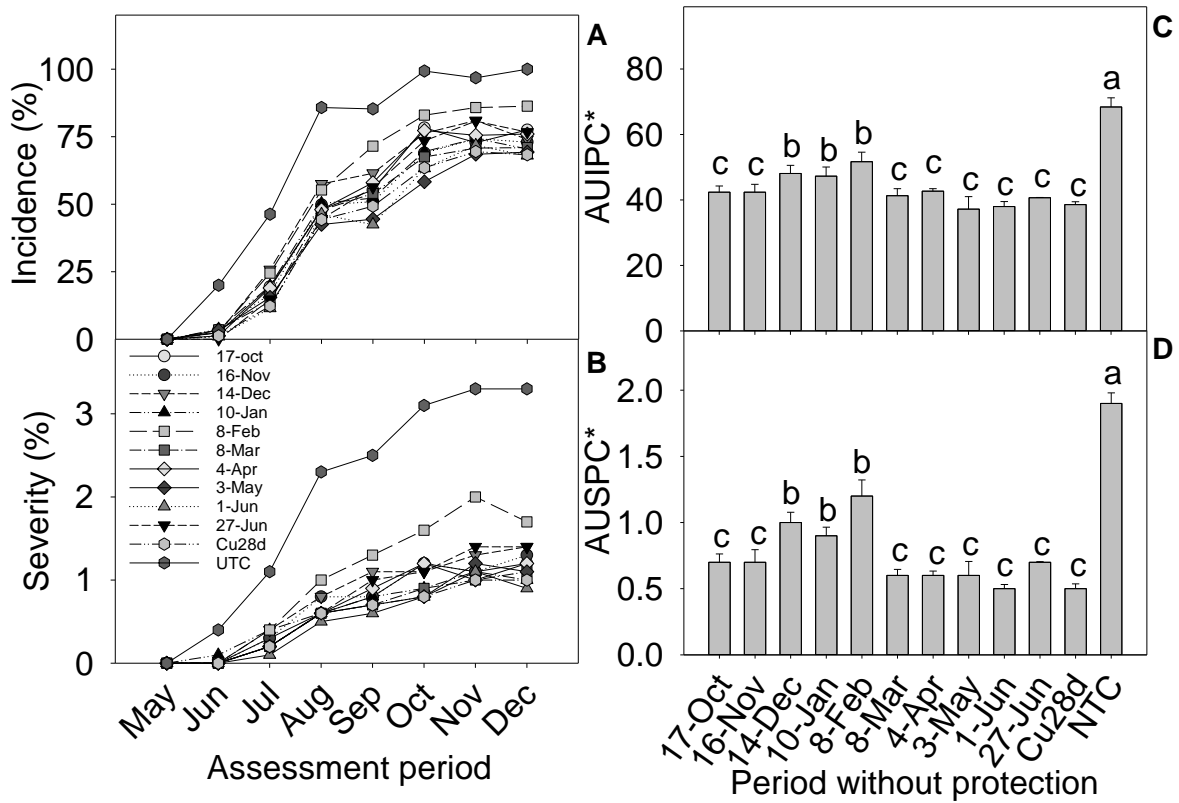 A
Incidence (%)
100
75
50
25
0
B
Severity (%)
3
2
1
0
17-oct
16-Nov
14-Dec
10-Jan
8-Feb
8-Mar
4-Apr
3-May
1-Jun
27-Jun
Cu28d
UTC
May Jun Jul Aug Sep Oct Nov Dec
Assessment period
C
AUIPC*
80
60
40
20
0
c c b b b c c c c c c a
D
AUSPC*
2.0
1.5
1.0
0.5
0.0
c c b b b c c c c c c a
17-Oct 16-Nov 14-Dec 10-Jan 8-Feb 8-Mar 4-Apr 3-May 1-Jun 27-Jun Cu28d NTC
Period without protection